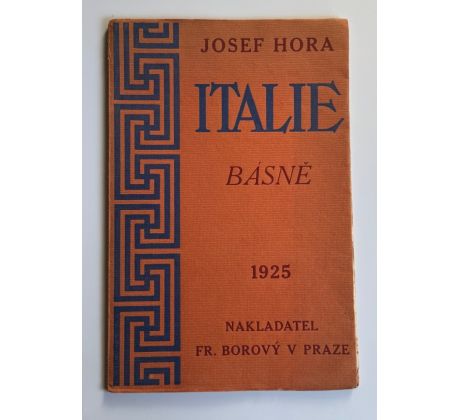 JOSEF HORA
ITALIE
BÁSNĚ
1925
NAKLADATEL
FR. BOROVÝ V PRAZE